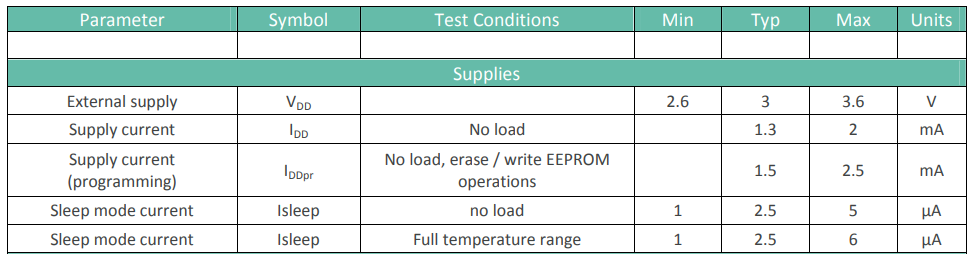 Parameter Symbol Test Conditions Min Typ Max Units
Supplies
External supply VDD 2.6 3 3.6 V
Supply current IDD No load 1.3 2 mA
Supply current (programming) IDDpr No load, erase / write EEPROM operations 1.5 2.5 mA
Sleep mode current Isleep no load 1 2.5 5 µA
Sleep mode current Isleep Full temperature range 1 2.5 6 µA